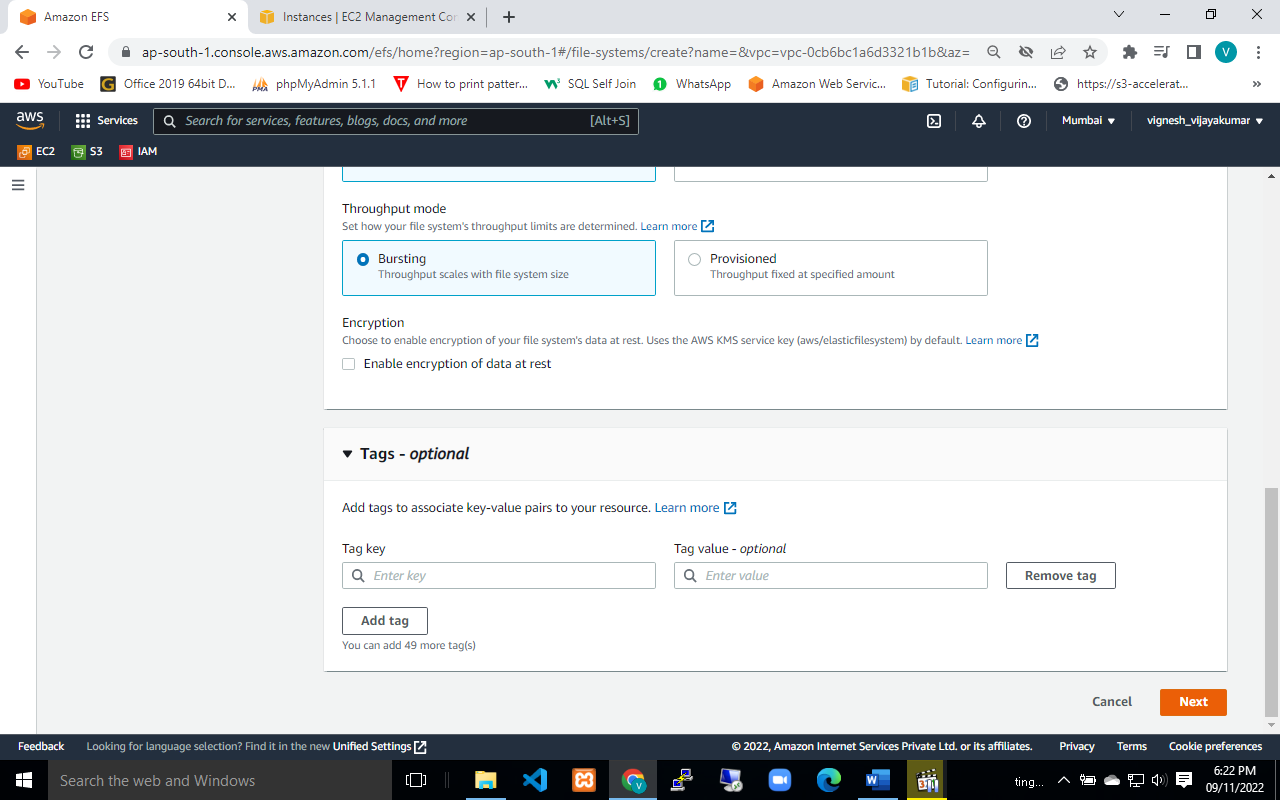 Amazon EFS
Instances | EC2 Management Cor
ap-south-1.console.aws.amazon.com/efs/home?region=ap-south-1#/file-systems/create?name=&vpc=vpc-0cb6bc1a6d3321b1b&az=
V
YouTube
Office 2019 64bit D...
PMA
phpMyAdmin 5.1.1
How to print patter...
SQL Self Join
1
WhatsApp
Amazon Web Servic...
Tutorial: Configurin...
https://s3-accelerat...
»
aws
Services
Search for services, features, blogs, docs, and more
[Alt+S]
Mumbai
vignesh_vijayakumar
EC2
S3
IAM
Throughput mode
Set how your file system's throughput limits are determined. Learn more
Bursting
Provisioned
Throughput scales with file system size
Throughput fixed at specified amount
Encryption
Choose to enable encryption of your file system's data at rest. Uses the AWS KMS service key (aws/elasticfilesystem) by default. Learn more
Enable encryption of data at rest
Tags - optional
Add tags to associate key-value pairs to your resource. Learn more
Tag key
Tag value - optional
Enter key
Enter value
Remove tag
Add tag
You can add 49 more tag(s)
Cancel
Next
Feedback
Looking for language selection? Find it in the new Unified Settings
© 2022, Amazon Internet Services Private Ltd. or its affiliates.
Privacy
Terms
Cookie preferences
Search the web and Windows
ting...
6:22 PM
09/11/2022